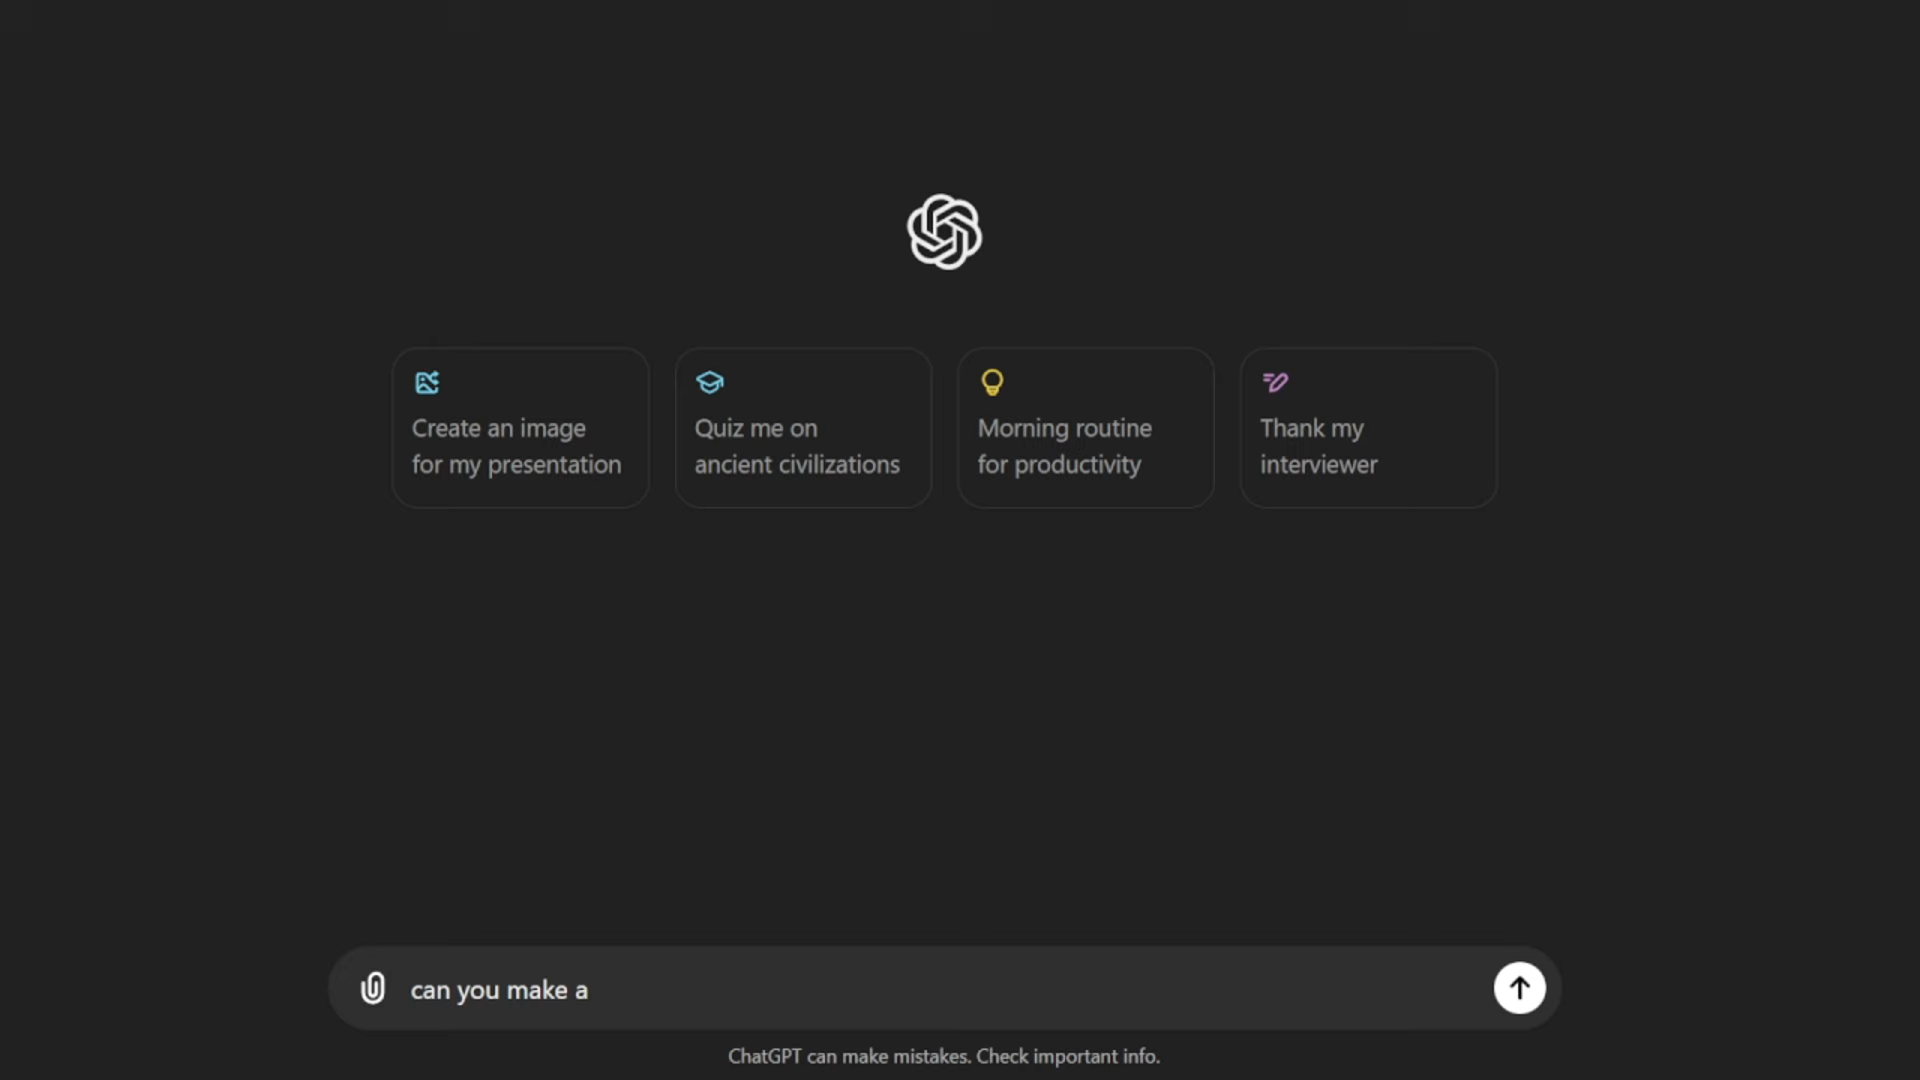 Create an image
for my presentation
Quiz me on
ancient civilizations
Morning routine
for productivity
Thank my
interviewer
can you make a
ChatGPT can make mistakes. Check important info.